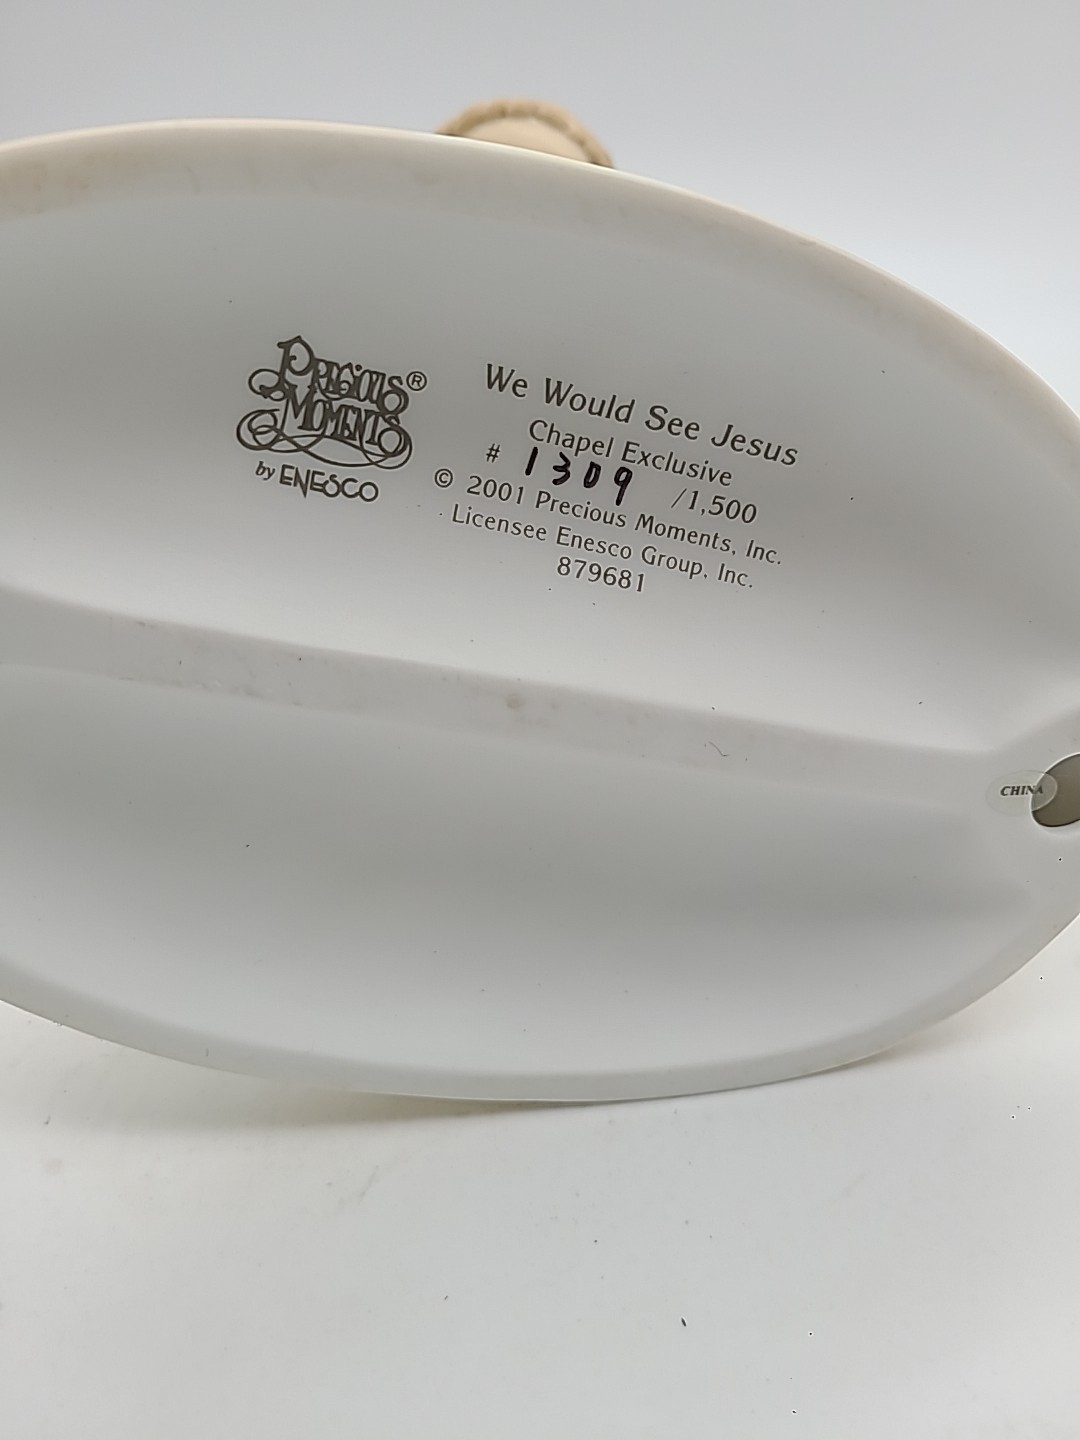 PRECIOUS MOMENTS®
by ENESCO
We Would See Jesus
Chapel Exclusive
# 1309 /1,500
© 2001 Precious Moments, Inc.
Licensee Enesco Group, Inc.
879681
CHINA